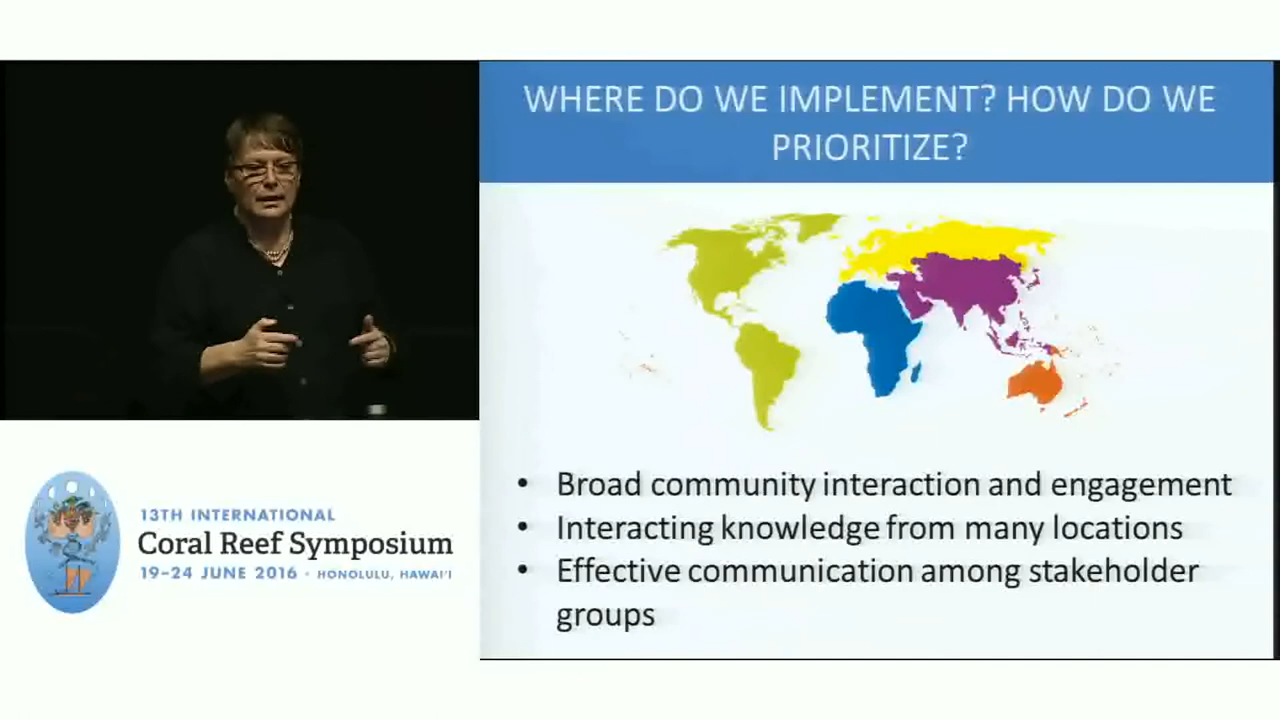 WHERE DO WE IMPLEMENT? HOW DO WE
PRIORITIZE?
• Broad community interaction and engagement
• Interacting knowledge from many locations
• Effective communication among stakeholder
groups
13TH INTERNATIONAL
Coral Reef Symposium
19-24 JUNE 2016 • HONOLULU, HAWAI'I